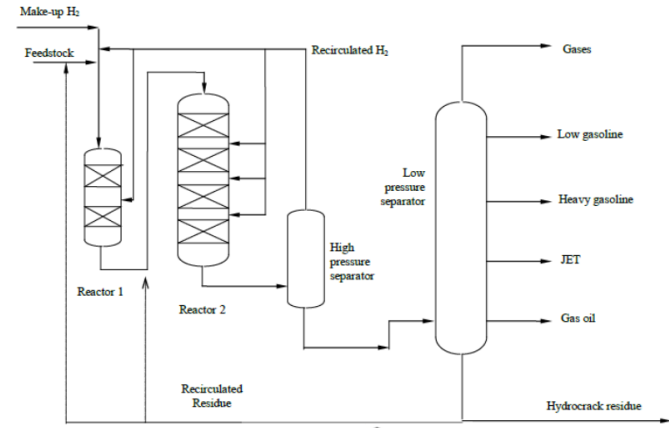 Make-up H₂
Feedstock
Recirculated H₂
Gases
Low gasoline
Low
pressure
separator
Heavy gasoline
High
pressure
separator
JET
Reactor 1
Reactor 2
Gas oil
Recirculated
Residue
Hydrocrack residue